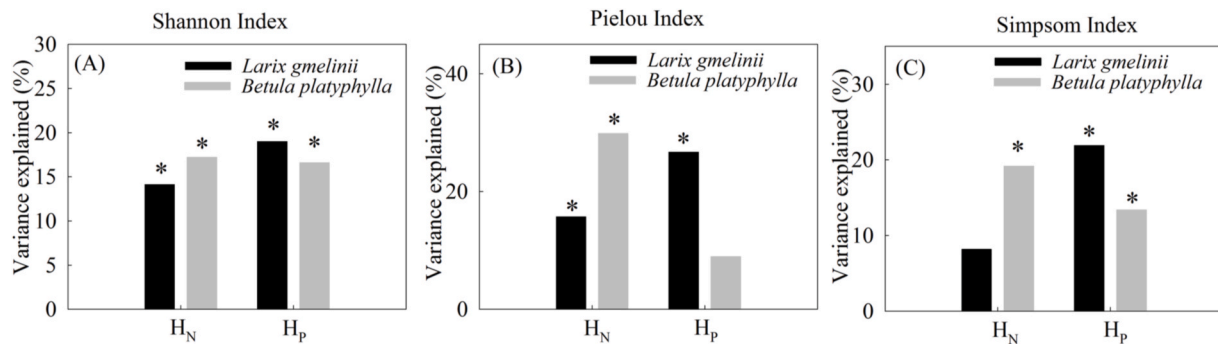 Shannon Index
30
25
20
15
10
5
0
Variance explained (%)
(A)
Larix gmelinii
Betula platyphylla
*
*
*
*
H_N
H_P
Pielou Index
40
20
0
Variance explained (%)
(B)
Larix gmelinii
Betula platyphylla
*
*
*
H_N
H_P
Simpsom Index
30
20
10
0
Variance explained (%)
(C)
Larix gmelinii
Betula platyphylla
*
*
*
H_N
H_P